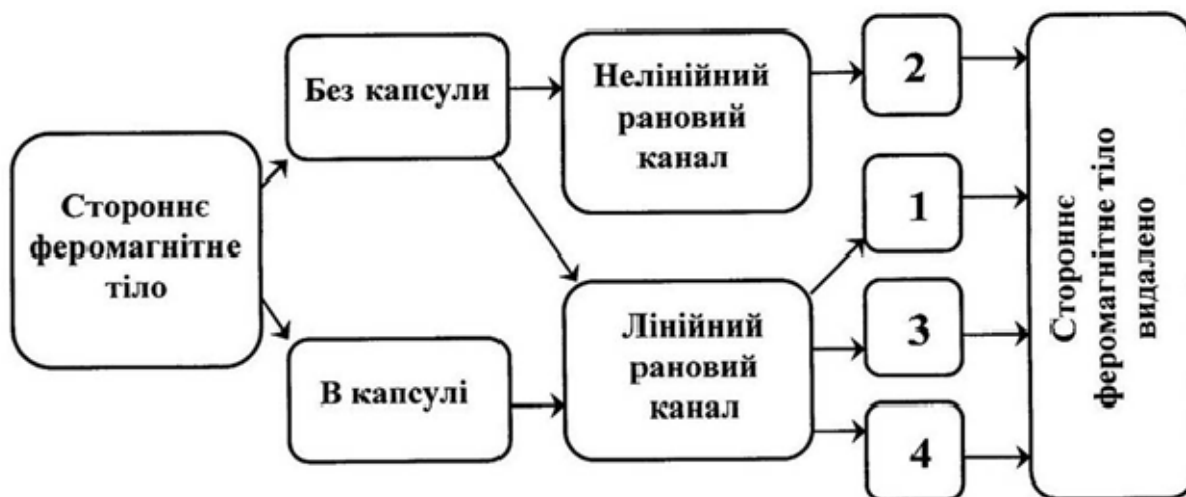 Стороннє
феромагнітне
тіло
Без капсули
В капсулі
Нелінійний
рановий
канал
Лінійний
рановий
канал
2
1
3
4
Стороннє
феромагнітне тіло
видалено